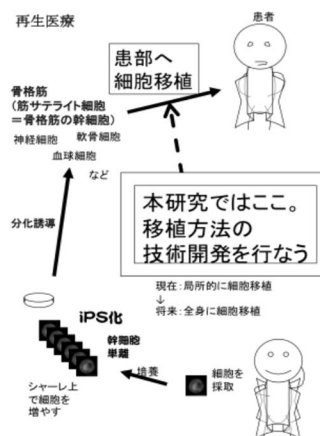 再生医療
患者
患部へ
細胞移植
骨格筋
(筋サテライト細胞
＝骨格筋の幹細胞)
神経細胞　軟骨細胞
血球細胞
など
本研究ではここ。
移植方法の
技術開発を行なう
分化誘導
現在：局所的に細胞移植
↓
将来：全身に細胞移植
iPS化
幹細胞
単離
シャーレ上
で細胞を
増やす
培養
細胞を
採取